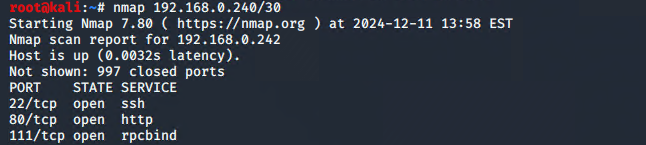 root@kali:~# nmap 192.168.0.240/30
Starting Nmap 7.80 ( https://nmap.org ) at 2024-12-11 13:58 EST
Nmap scan report for 192.168.0.242
Host is up (0.0032s latency).
Not shown: 997 closed ports
PORT    STATE SERVICE
22/tcp  open  ssh
80/tcp  open  http
111/tcp open  rpcbind